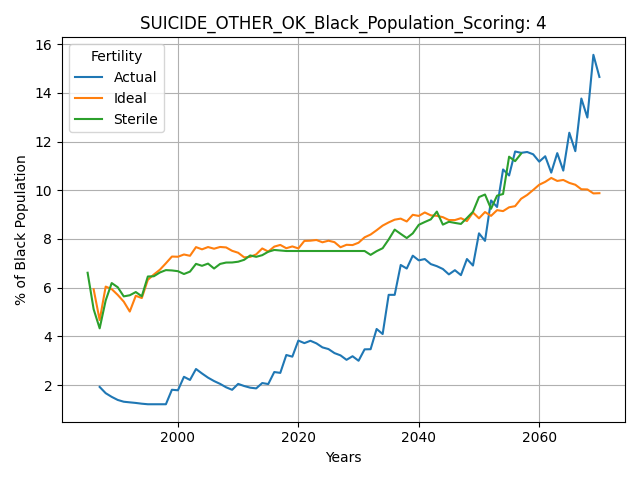 SUICIDE_OTHER_OK_Black_Population_Scoring: 4
Fertility
Actual
Ideal
Sterile
% of Black Population
16
14
12
10
8
6
4
2
2000 2020 2040 2060
Years